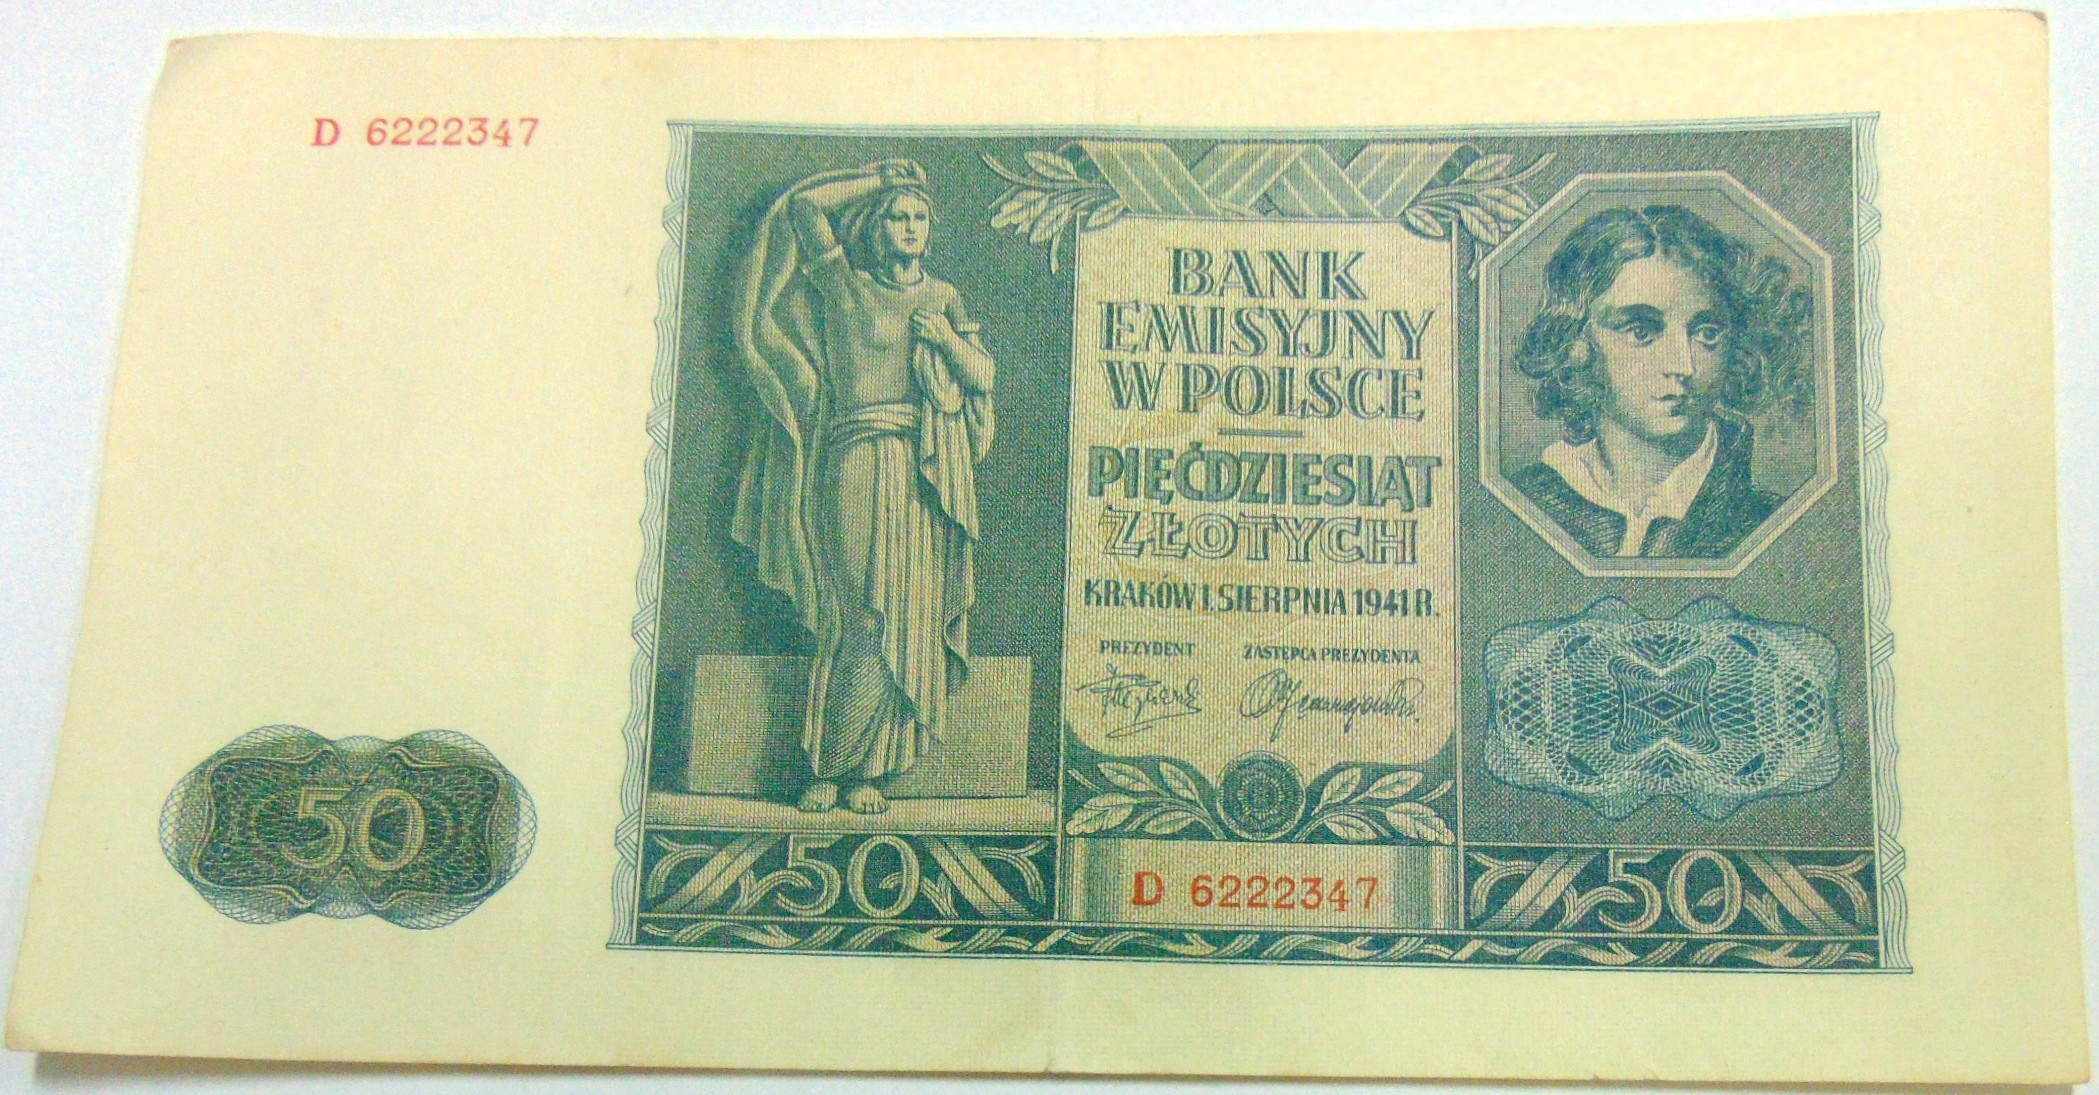 D 6222347
BANK
EMISYJNY
W POLSCE
PIĘĆDZIESIĄT
ZŁOTYCH
KRAKÓW 1. SIERPNIA 1941 R.
PREZYDENT ZASTĘPCA PREZYDENTA
50
50
D 6222347
50